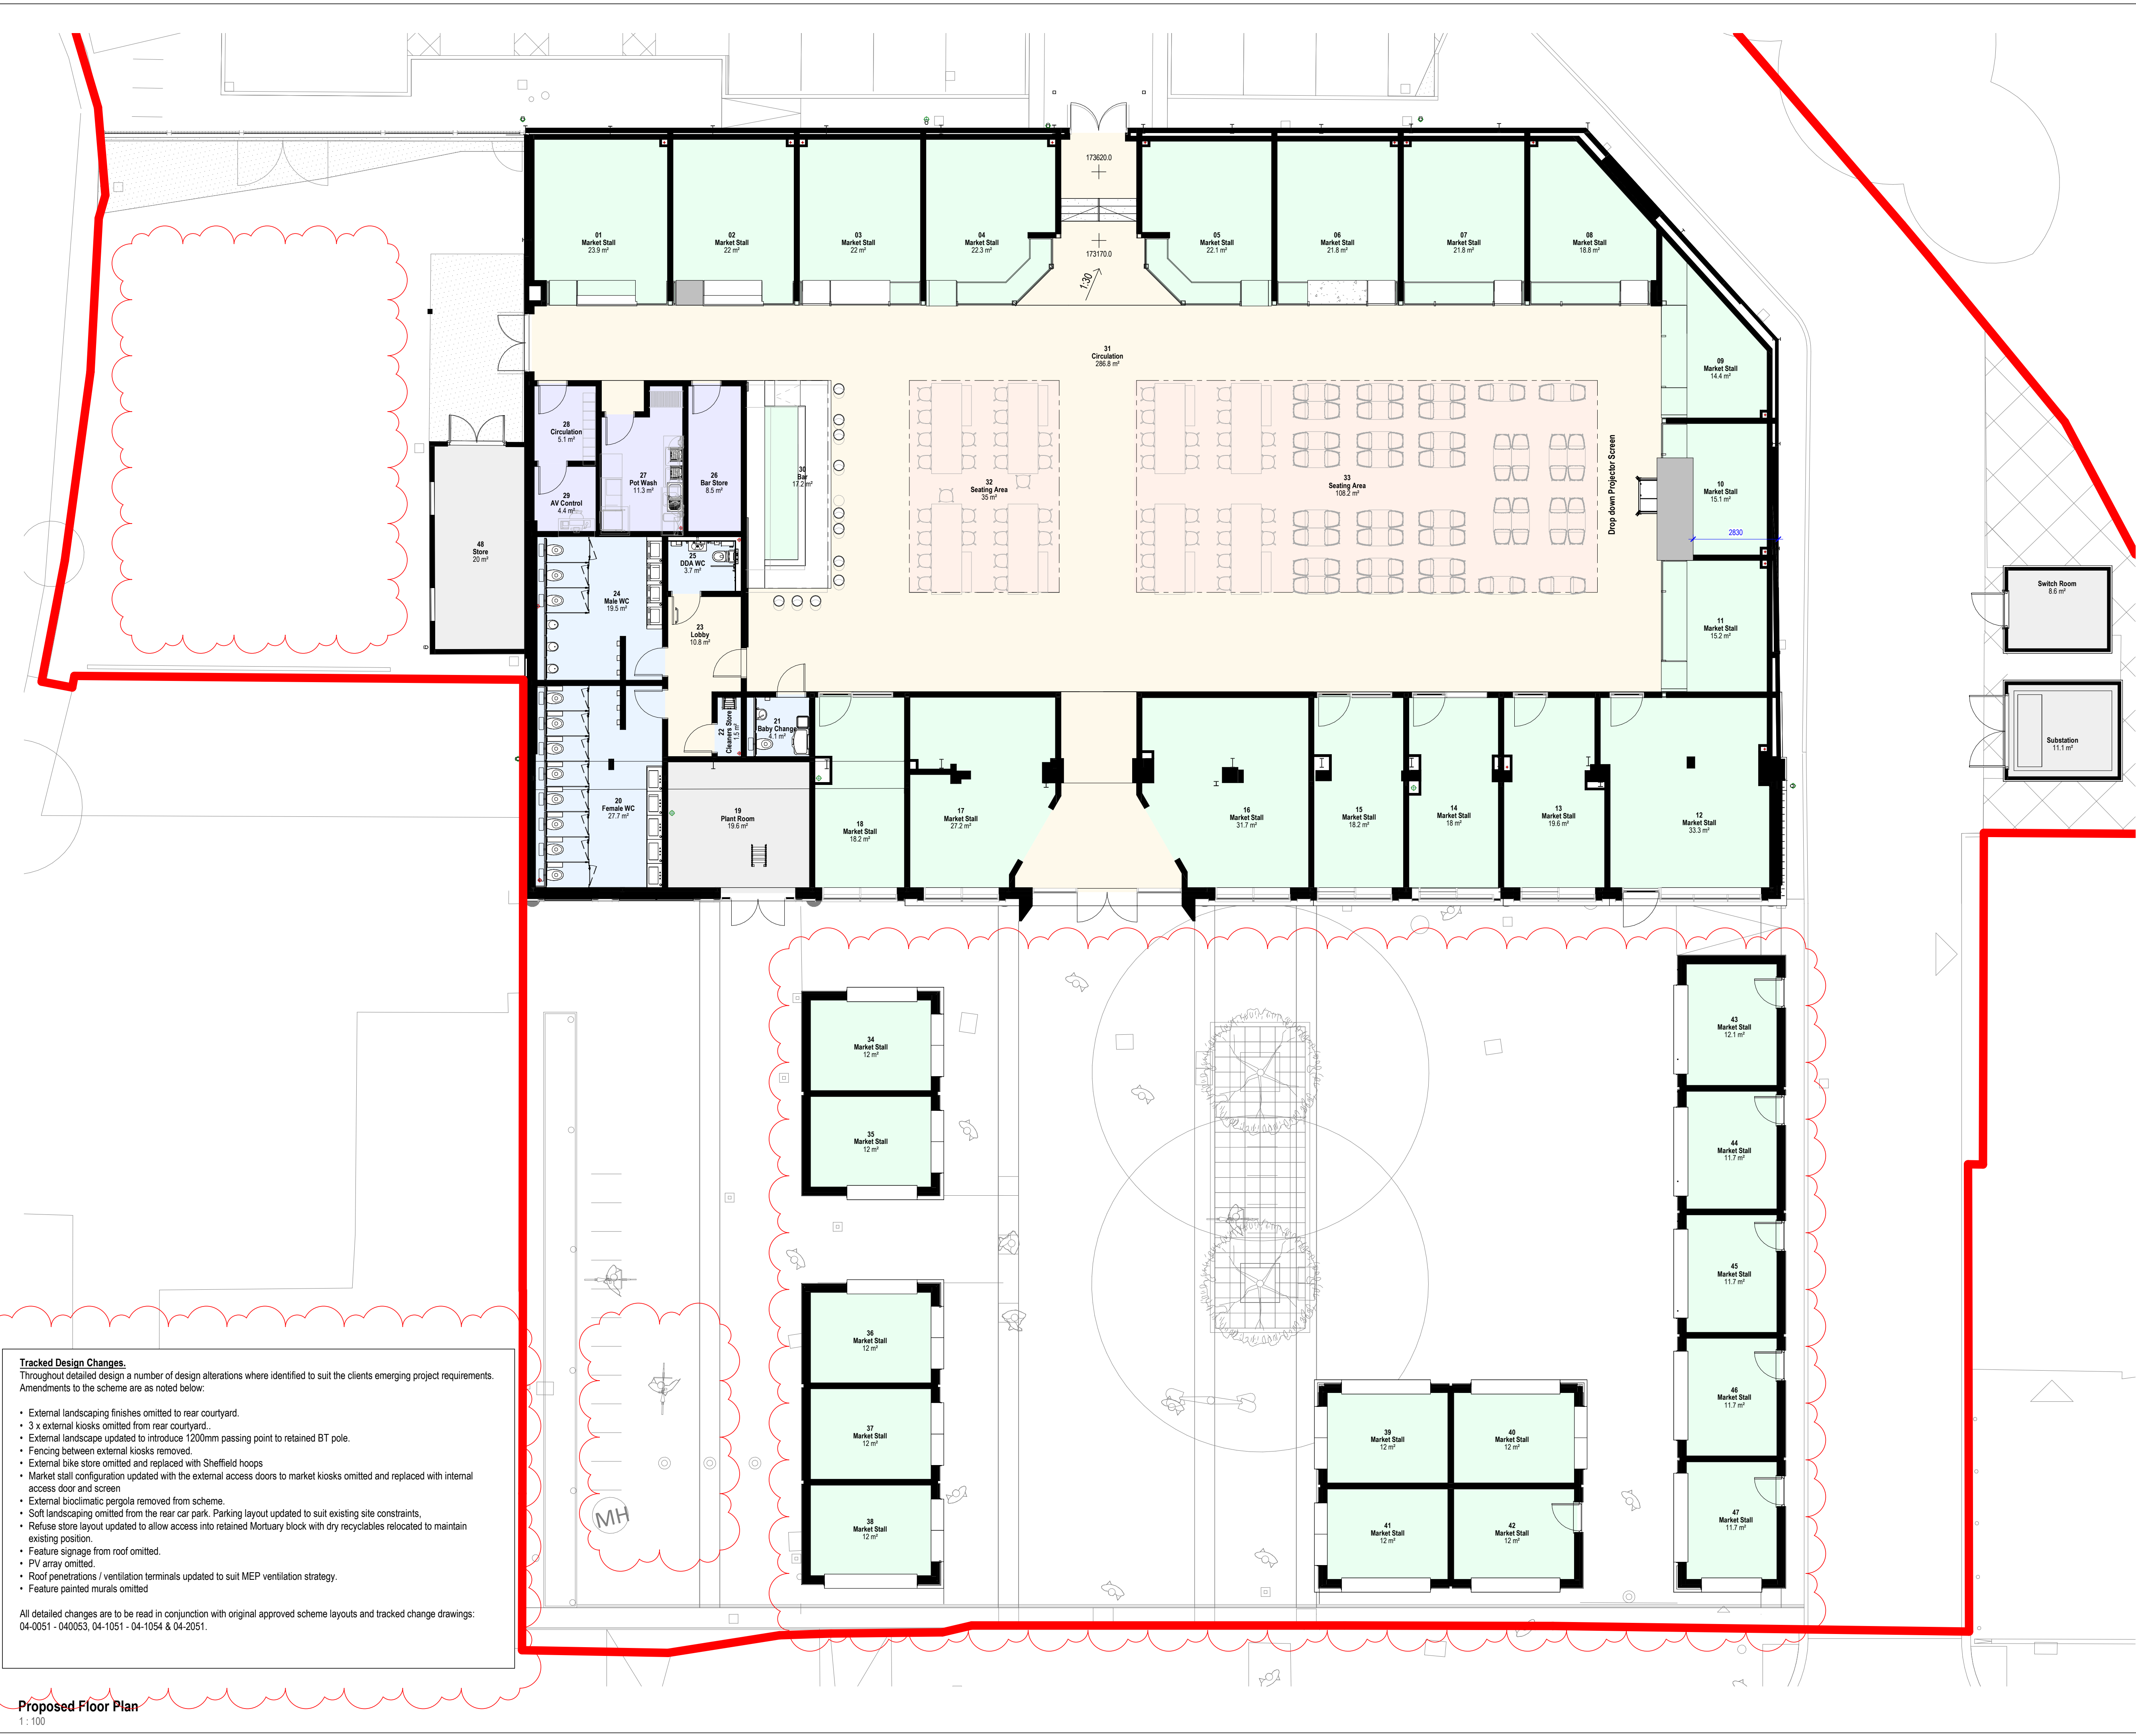 173620.0
173170.0
1:30
01
Market Stall
23.9 m²
02
Market Stall
22 m²
03
Market Stall
22 m²
04
Market Stall
22.3 m²
05
Market Stall
22.1 m²
06
Market Stall
21.8 m²
07
Market Stall
21.8 m²
08
Market Stall
18.8 m²
31
Circulation
286.8 m²
09
Market Stall
14.4 m²
28
Circulation
5.1 m²
27
Pot Wash
11.3 m²
26
Bar Store
8.5 m²
30
Bar
17.2 m²
32
Seating Area
35 m²
33
Seating Area
108.2 m²
Drop down Projector Screen
10
Market Stall
15.1 m²
2830
29
AV Control
4.4 m²
48
Store
20 m²
25
DDA WC
3.7 m²
24
Male WC
19.5 m²
23
Lobby
10.8 m²
11
Market Stall
15.2 m²
Switch Room
8.6 m²
Substation
11.1 m²
22
Cleaners Store
1.5 m²
21
Baby Change
4.1 m²
20
Female WC
27.7 m²
19
Plant Room
19.6 m²
18
Market Stall
18.2 m²
17
Market Stall
27.2 m²
16
Market Stall
31.7 m²
15
Market Stall
18.2 m²
14
Market Stall
18 m²
13
Market Stall
19.6 m²
12
Market Stall
33.3 m²
34
Market Stall
12 m²
35
Market Stall
12 m²
36
Market Stall
12 m²
37
Market Stall
12 m²
38
Market Stall
12 m²
39
Market Stall
12 m²
40
Market Stall
12 m²
41
Market Stall
12 m²
42
Market Stall
12 m²
43
Market Stall
12.1 m²
44
Market Stall
11.7 m²
45
Market Stall
11.7 m²
46
Market Stall
11.7 m²
47
Market Stall
11.7 m²
MH
Tracked Design Changes.
Throughout detailed design a number of design alterations where identified to suit the clients emerging project requirements.
Amendments to the scheme are as noted below:
• External landscaping finishes omitted to rear courtyard.
• 3 x external kiosks omitted from rear courtyard..
• External landscape updated to introduce 1200mm passing point to retained BT pole.
• Fencing between external kiosks removed.
• External bike store omitted and replaced with Sheffield hoops
• Market stall configuration updated with the external access doors to market kiosks omitted and replaced with internal
access door and screen
• External bioclimatic pergola removed from scheme.
• Soft landscaping omitted from the rear car park. Parking layout updated to suit existing site constraints,
• Refuse store layout updated to allow access into retained Mortuary block with dry recyclables relocated to maintain
existing position.
• Feature signage from roof omitted.
• PV array omitted.
• Roof penetrations / ventilation terminals updated to suit MEP ventilation strategy.
• Feature painted murals omitted
All detailed changes are to be read in conjunction with original approved scheme layouts and tracked change drawings:
04-0051 - 040053, 04-1051 - 04-1054 & 04-2051.
Proposed Floor Plan
1 : 100